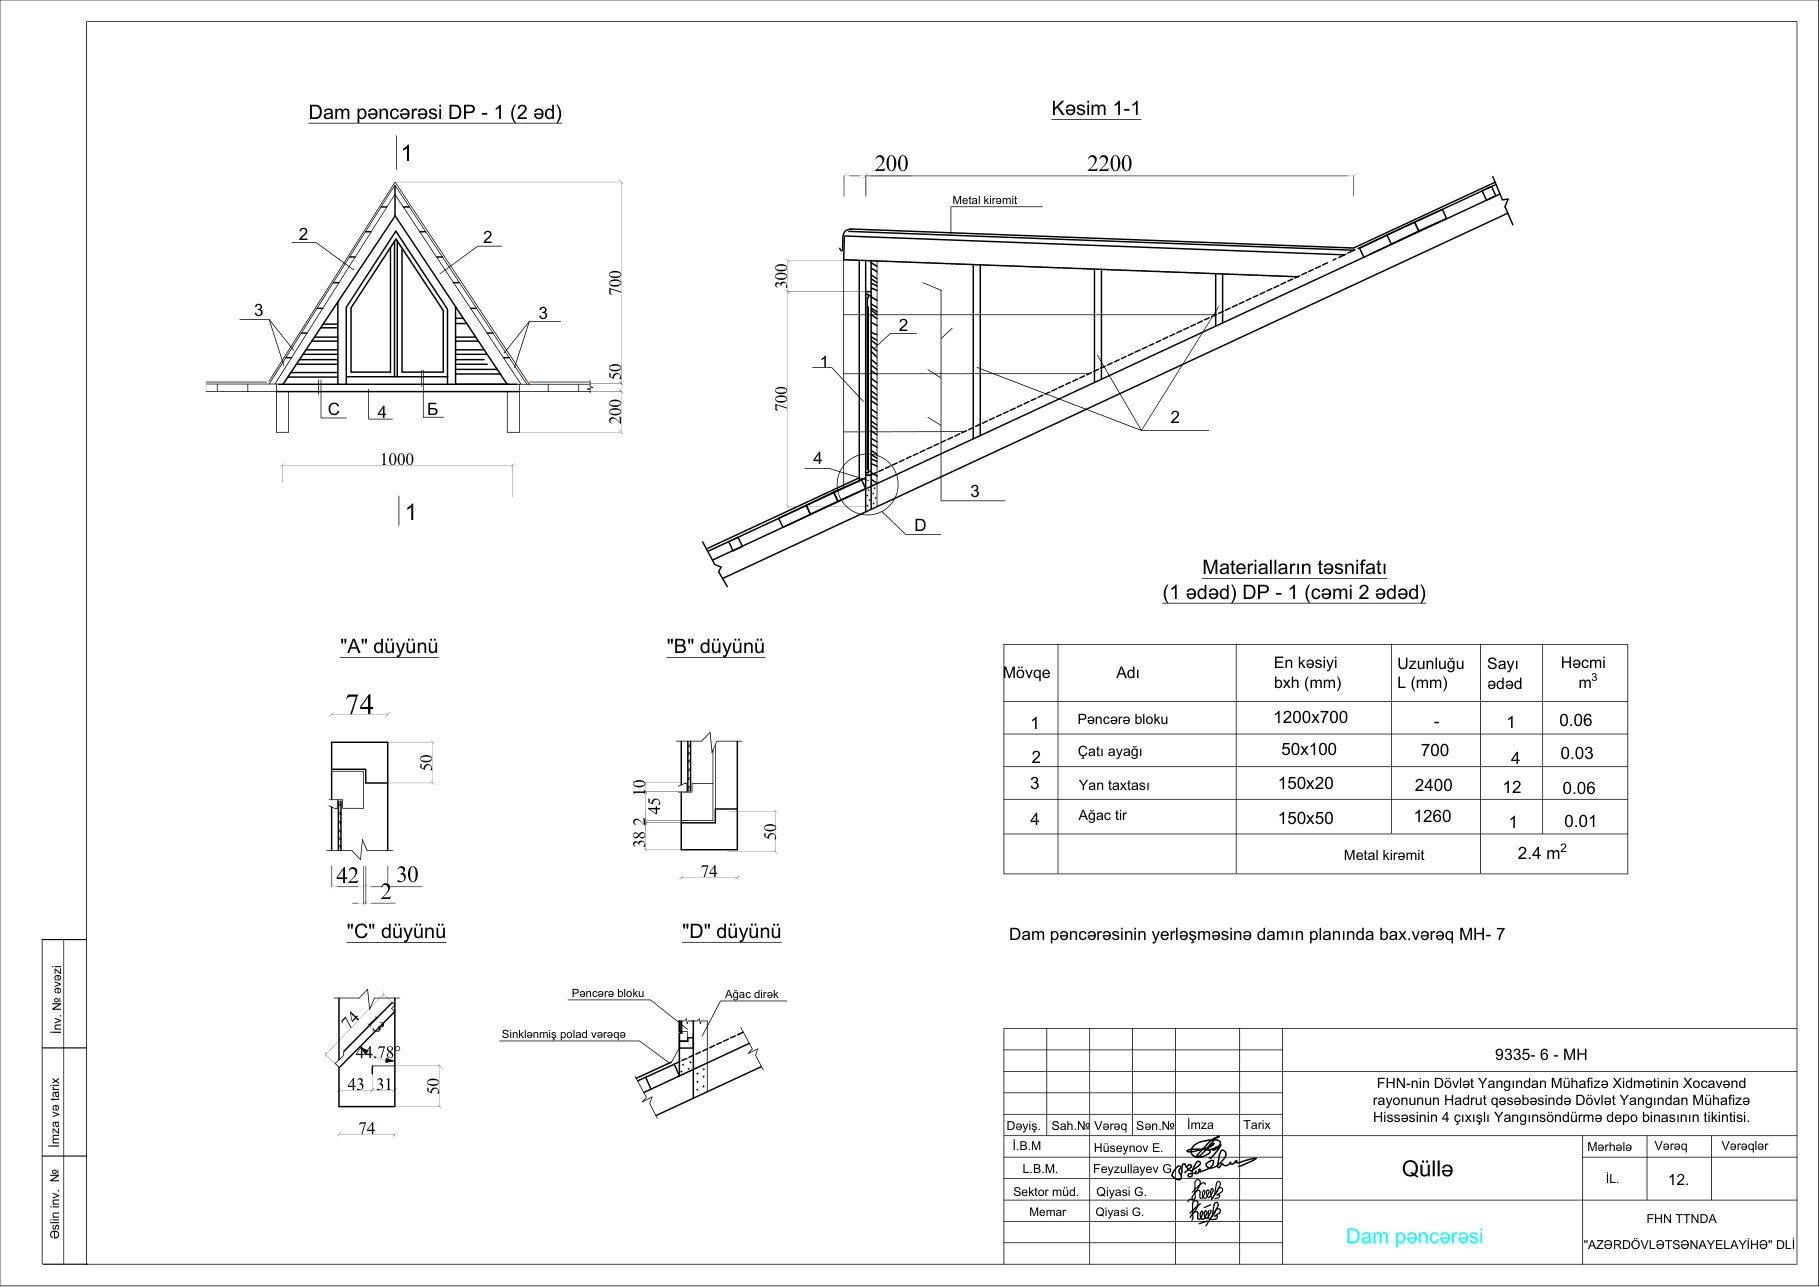 Dam pəncərəsi DP - 1 (2 əd)
1
2
2
3
3
700
50
200
C
4
Б
1000
1
Kəsim 1-1
200
2200
Metal kirəmit
300
700
1
2
2
4
3
D
Materialların təsnifatı
(1 ədəd) DP - 1 (cəmi 2 ədəd)
Mövqe
Adı
En kəsiyi
bxh (mm)
Uzunluğu
L (mm)
Sayı
ədəd
Həcmi
m³
1 Pəncərə bloku 1200x700 - 1 0.06
2 Çatı ayağı 50x100 700 4 0.03
3 Yan taxtası 150x20 2400 12 0.06
4 Ağac tir 150x50 1260 1 0.01
Metal kirəmit 2.4 m²
Dam pəncərəsinin yerləşməsinə damın planında bax.vərəq MH- 7
"A" düyünü
74
50
42
2
30
"B" düyünü
10
45
2
38
50
74
"C" düyünü
74
3
44.78°
43
31
50
74
"D" düyünü
Pəncərə bloku
Ağac dirək
Sinklənmiş polad vərəqə
İnv. № əvəzi
İmza və tarix
Əslin inv. №
9335- 6 - MH
FHN-nin Dövlət Yanğından Mühafizə Xidmətinin Xocavənd
rayonunun Hadrut qəsəbəsində Dövlət Yanğından Mühafizə
Hissəsinin 4 çıxışlı Yanğınsöndürmə depo binasının tikintisi.
Dəyiş. Sah.№ Vərəq Sən.№ İmza Tarix
İ.B.M Hüseynov E.
L.B.M. Feyzullayev G.
Sektor müd. Qiyasi G.
Memar Qiyasi G.
Qüllə
Mərhələ Vərəq Vərəqlər
İL. 12.
Dam pəncərəsi
FHN TTNDA
"AZƏRDÖVLƏTSƏNAYELAYİHƏ" DLİ